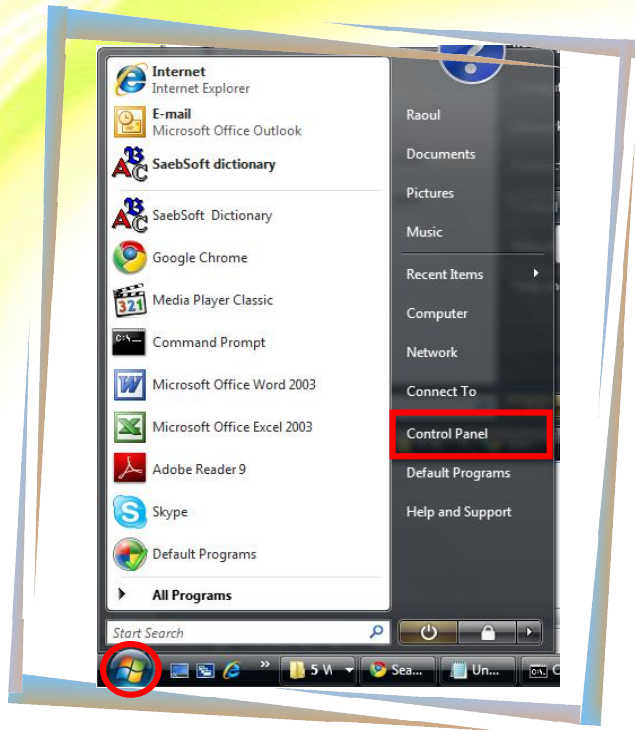 Internet
Internet Explorer
E-mail
Microsoft Office Outlook
SaebSoft dictionary
SaebSoft Dictionary
Google Chrome
Media Player Classic
321
Command Prompt
C:\
Microsoft Office Word 2003
Microsoft Office Excel 2003
Adobe Reader 9
Skype
Default Programs
All Programs
Start Search
Raoul
Documents
Pictures
Music
Recent Items
Computer
Network
Connect To
Control Panel
Default Programs
Help and Support
5 W
Sea...
Un...
C:\